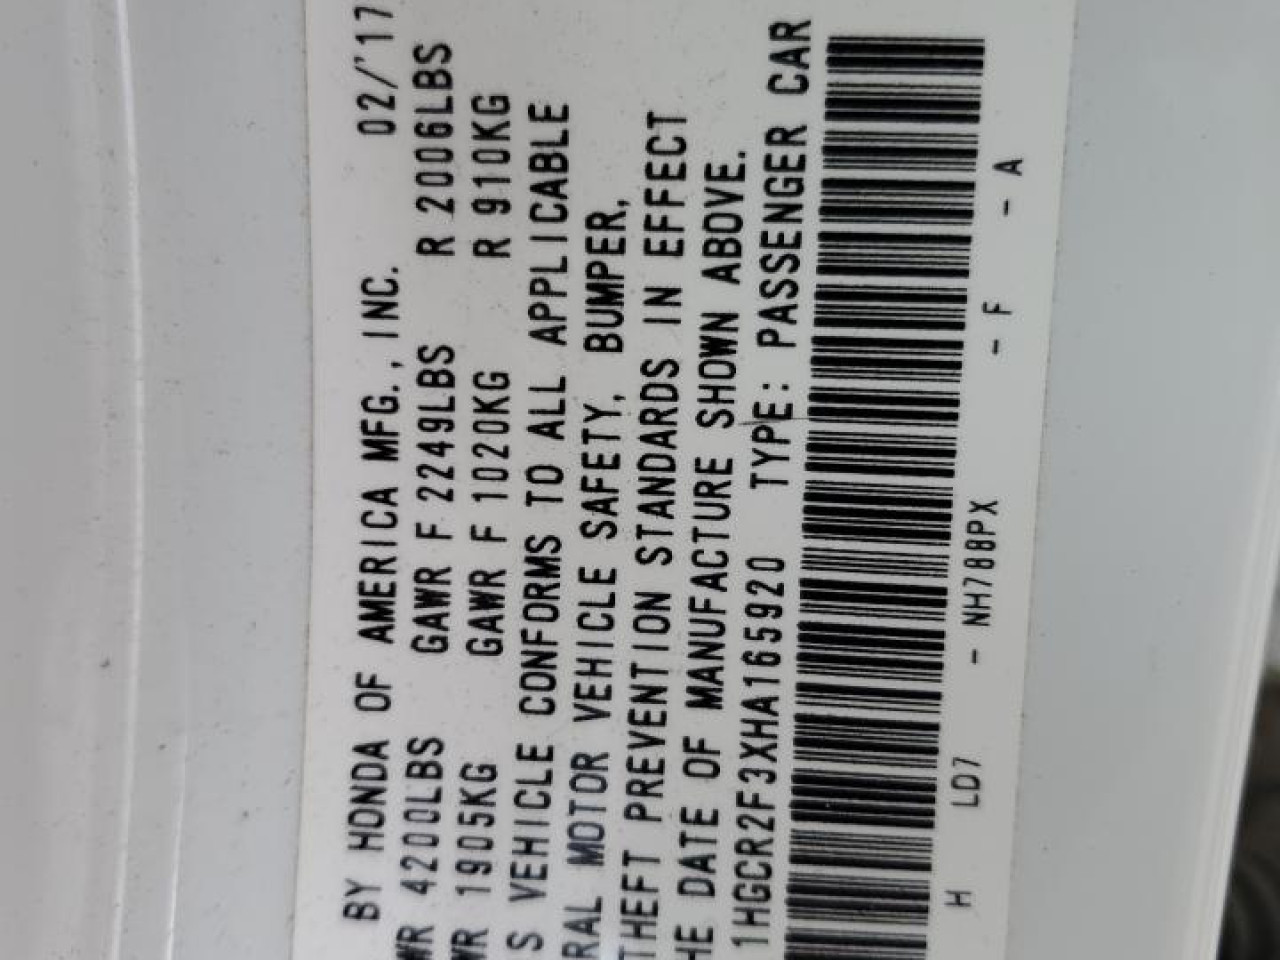 BY HONDA OF AMERICA MFG., INC. 02/'17
WR 4200LBS GAWR F 2249LBS R 2006LBS
WR 1905KG GAWR F 1020KG R 910KG
S VEHICLE CONFORMS TO ALL APPLICABLE
RAL MOTOR VEHICLE SAFETY, BUMPER,
THEFT PREVENTION STANDARDS IN EFFECT
HE DATE OF MANUFACTURE SHOWN ABOVE.
1HGCR2F3XHA165920 TYPE: PASSENGER CAR
H LD7 - NH788PX - F - A